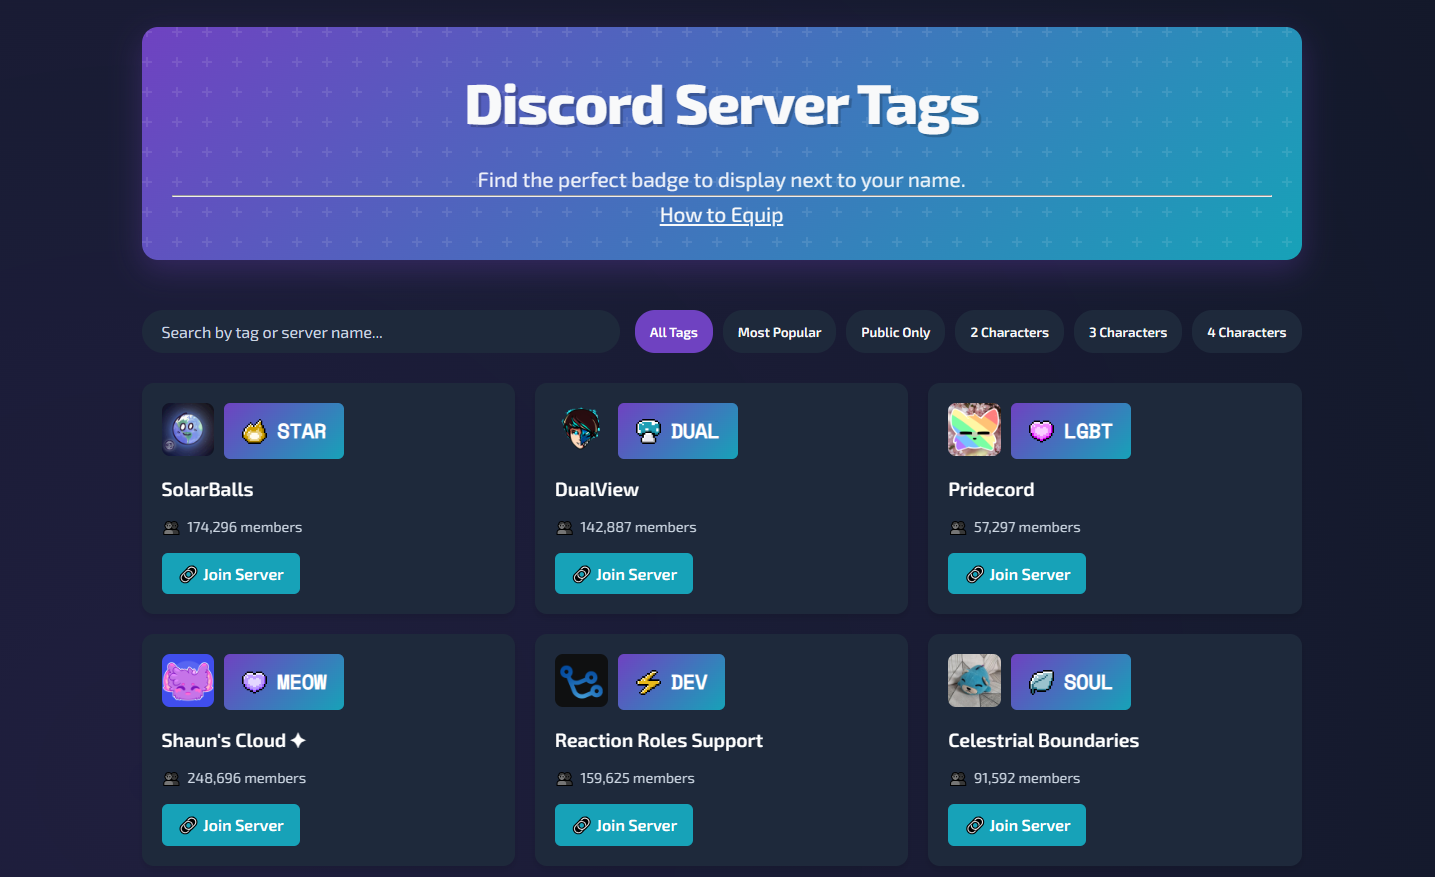 Discord Server Tags
Find the perfect badge to display next to your name.
How to Equip
Search by tag or server name...
All Tags
Most Popular
Public Only
2 Characters
3 Characters
4 Characters
STAR
SolarBalls
174,296 members
Join Server
DUAL
DualView
142,887 members
Join Server
LGBT
Pridecord
57,297 members
Join Server
MEOW
Shaun's Cloud ✦
248,696 members
Join Server
DEV
Reaction Roles Support
159,625 members
Join Server
SOUL
Celestrial Boundaries
91,592 members
Join Server